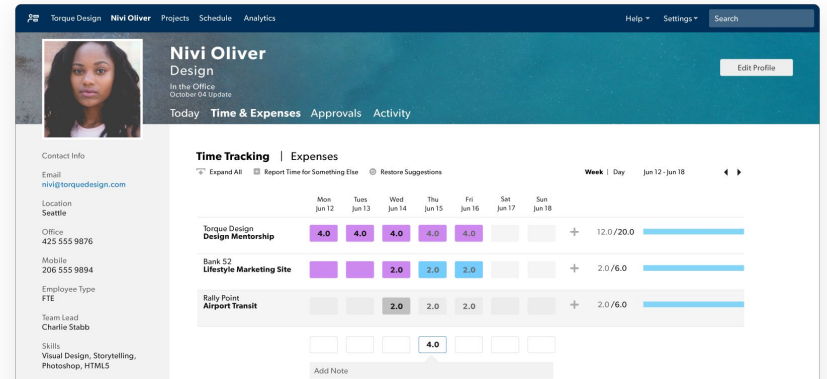 Torque Design Nivi Oliver Projects Schedule Analytics Help Settings Search
Nivi Oliver
Design
In the Office
October 04 Update
Edit Profile
Today Time & Expenses Approvals Activity
Contact Info
Email
nivi@torquedesign.com
Location
Seattle
Office
425 555 9876
Mobile
206 555 9894
Employee Type
FTE
Team Lead
Charlie Stabb
Skills
Visual Design, Storytelling,
Photoshop, HTML5
Time Tracking | Expenses
Expand All Report Time for Something Else Restore Suggestions Week | Day Jun 12 - Jun 18
Mon Tues Wed Thu Fri Sat Sun
Jun 12 Jun 13 Jun 14 Jun 15 Jun 16 Jun 17 Jun 18
Torque Design
Design Mentorship 4.0 4.0 4.0 4.0 4.0 + 12.0/20.0
Bank 52
Lifestyle Marketing Site 2.0 2.0 2.0 + 2.0/6.0
Rally Point
Airport Transit 2.0 2.0 2.0 + 2.0/6.0
4.0
Add Note